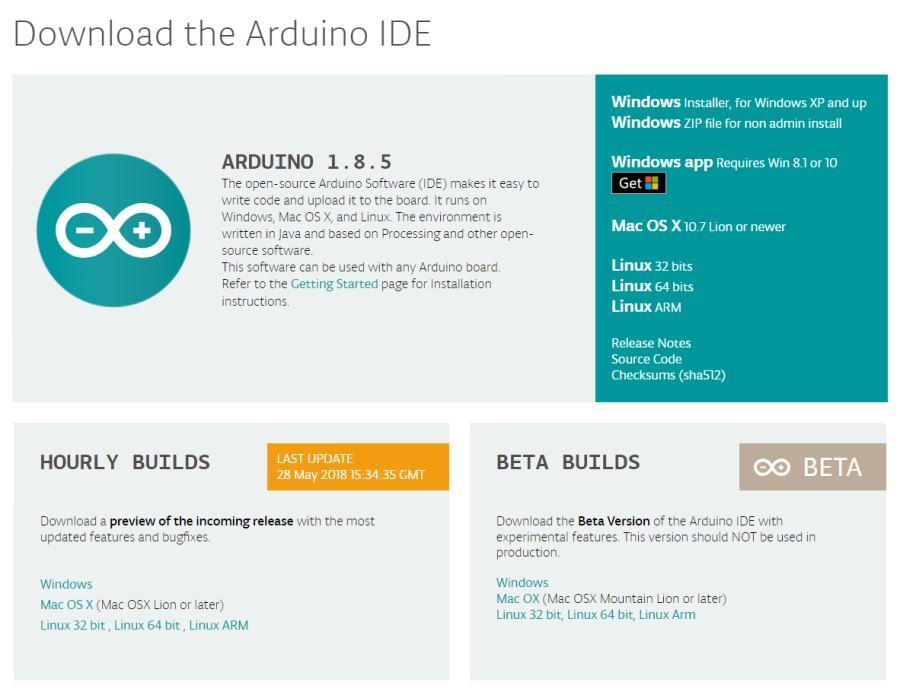 Download the Arduino IDE
ARDUINO 1.8.5
The open-source Arduino Software (IDE) makes it easy to
write code and upload it to the board. It runs on
Windows, Mac OS X, and Linux. The environment is
written in Java and based on Processing and other open-
source software.
This software can be used with any Arduino board.
Refer to the Getting Started page for Installation
instructions.
Windows Installer, for Windows XP and up
Windows ZIP file for non admin install
Windows app Requires Win 8.1 or 10
Get
Mac OS X 10.7 Lion or newer
Linux 32 bits
Linux 64 bits
Linux ARM
Release Notes
Source Code
Checksums (sha512)
HOURLY BUILDS
LAST UPDATE
28 May 2018 15:34:35 GMT
Download a preview of the incoming release with the most
updated features and bugfixes.
Windows
Mac OS X (Mac OSX Lion or later)
Linux 32 bit , Linux 64 bit , Linux ARM
BETA BUILDS
BETA
Download the Beta Version of the Arduino IDE with
experimental features. This version should NOT be used in
production.
Windows
Mac OX (Mac OSX Mountain Lion or later)
Linux 32 bit, Linux 64 bit, Linux Arm